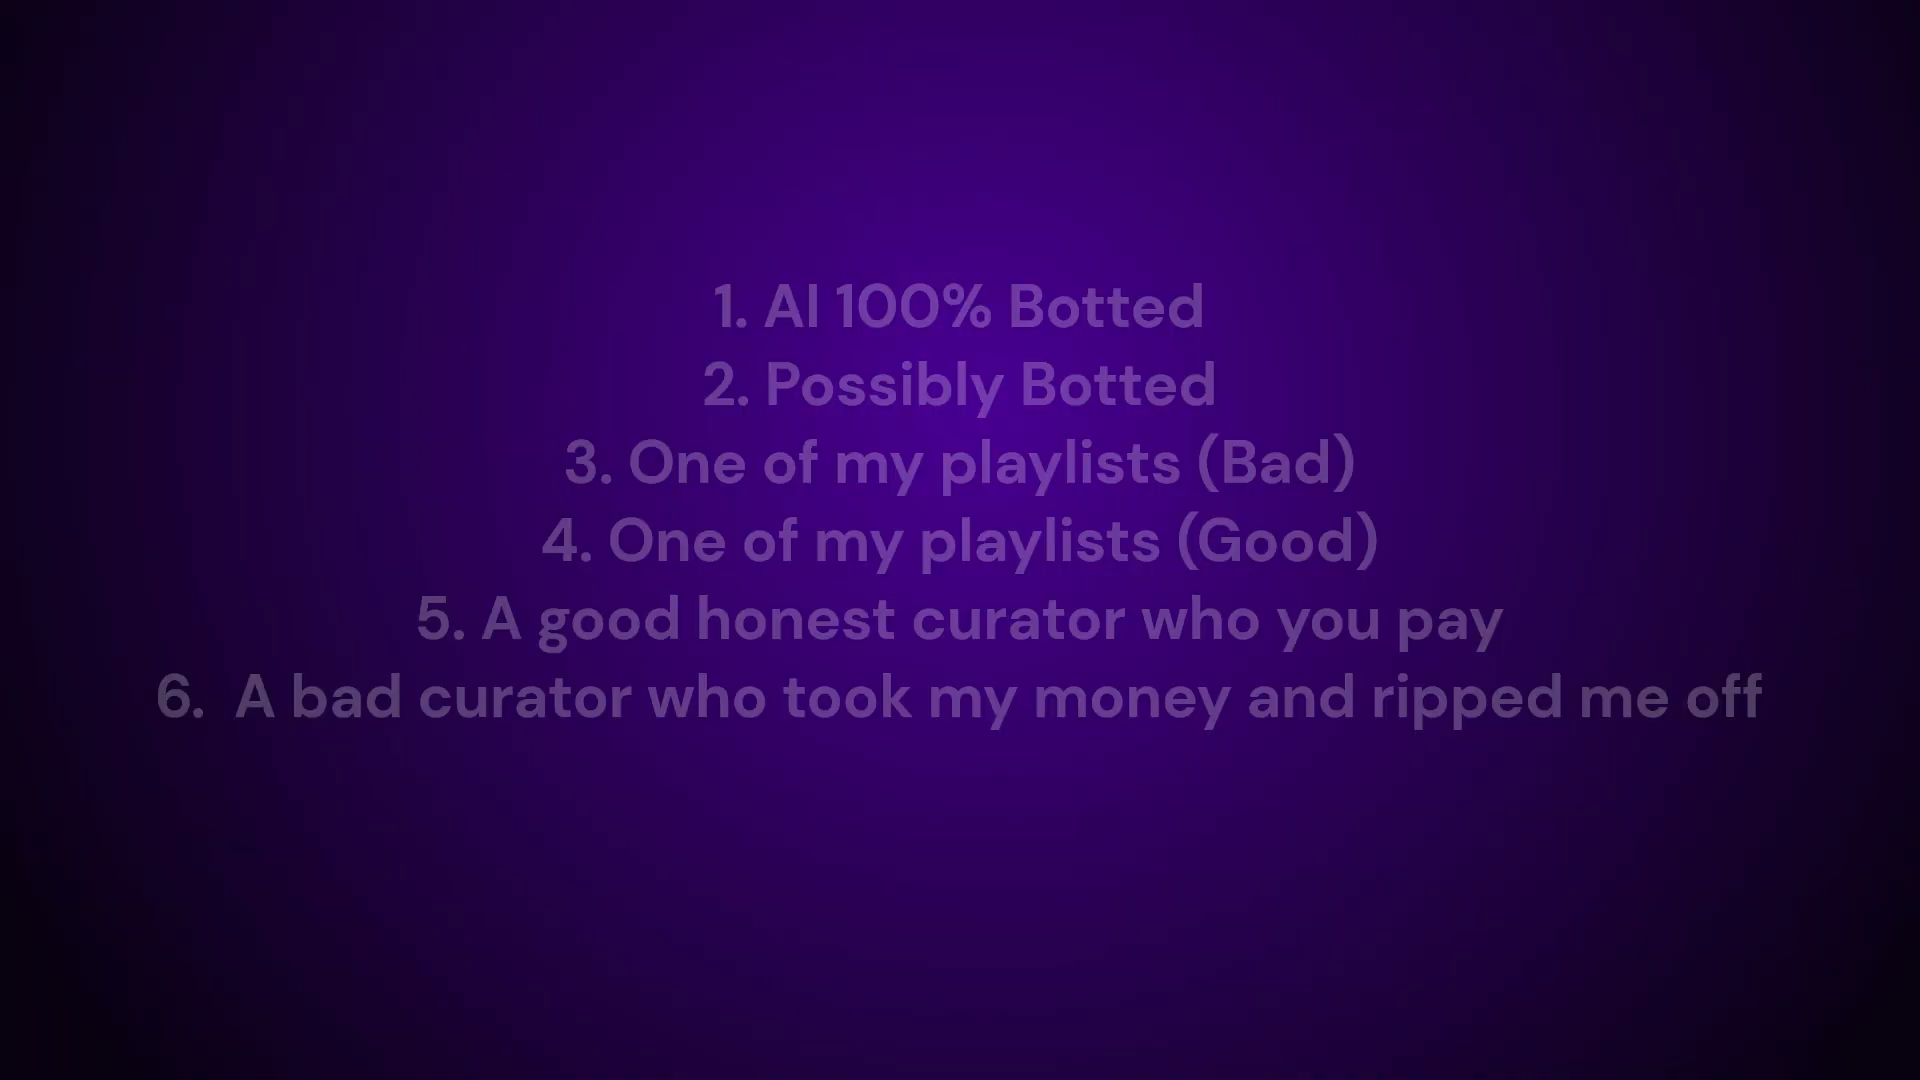 1. AI 100% Botted
2. Possibly Botted
3. One of my playlists (Bad)
4. One of my playlists (Good)
5. A good honest curator who you pay
6.  A bad curator who took my money and ripped me off